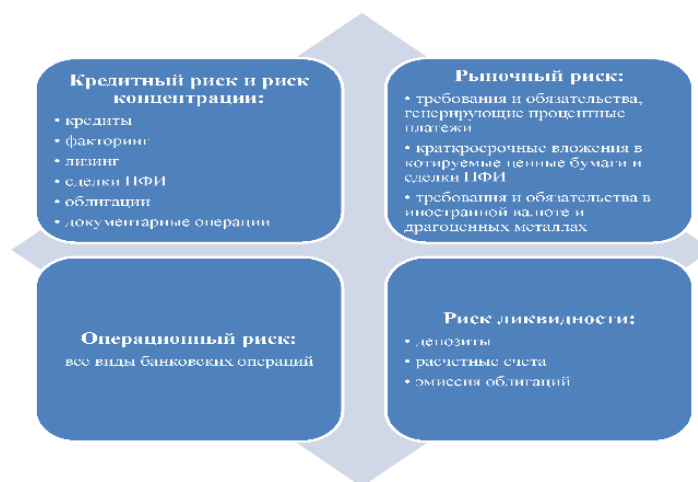 Кредитный риск и риск
концентрации:
• кредиты
• факторинг
• лизинг
• сделки ПФИ
• облигации
• документарные операции
Рыночный риск:
• требования и обязательства,
генерирующие процентные
платежи
• краткросрочные вложения в
котируемые ценные бумаги и
сделки ПФИ
• требования и обязательства в
иностранной валюте и
драгоценных металлах
Операционный риск:
все виды банковских операций
Риск ликвидности:
• депозиты
• расчетные счета
• эмиссия облигаций